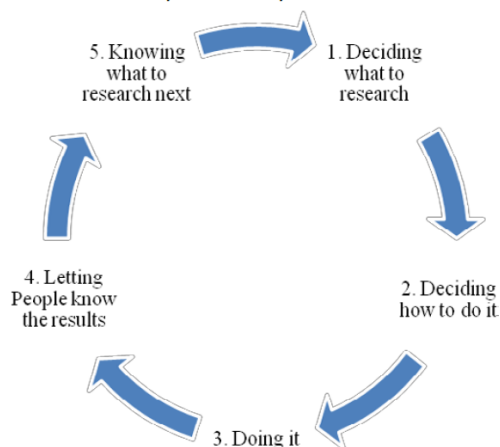 1. Deciding
what to
research
2. Deciding
how to do it
3. Doing it
4. Letting
People know
the results
5. Knowing
what to
research next